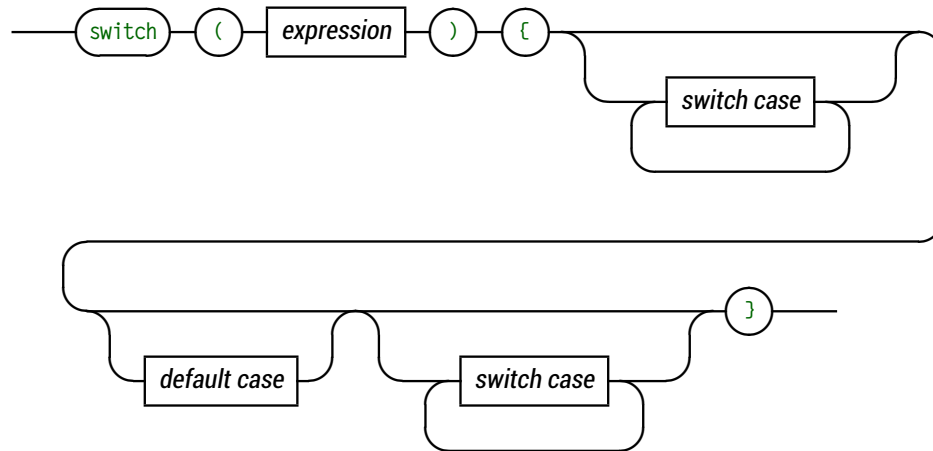 switch ( expression ) {
switch case
}
default case switch case